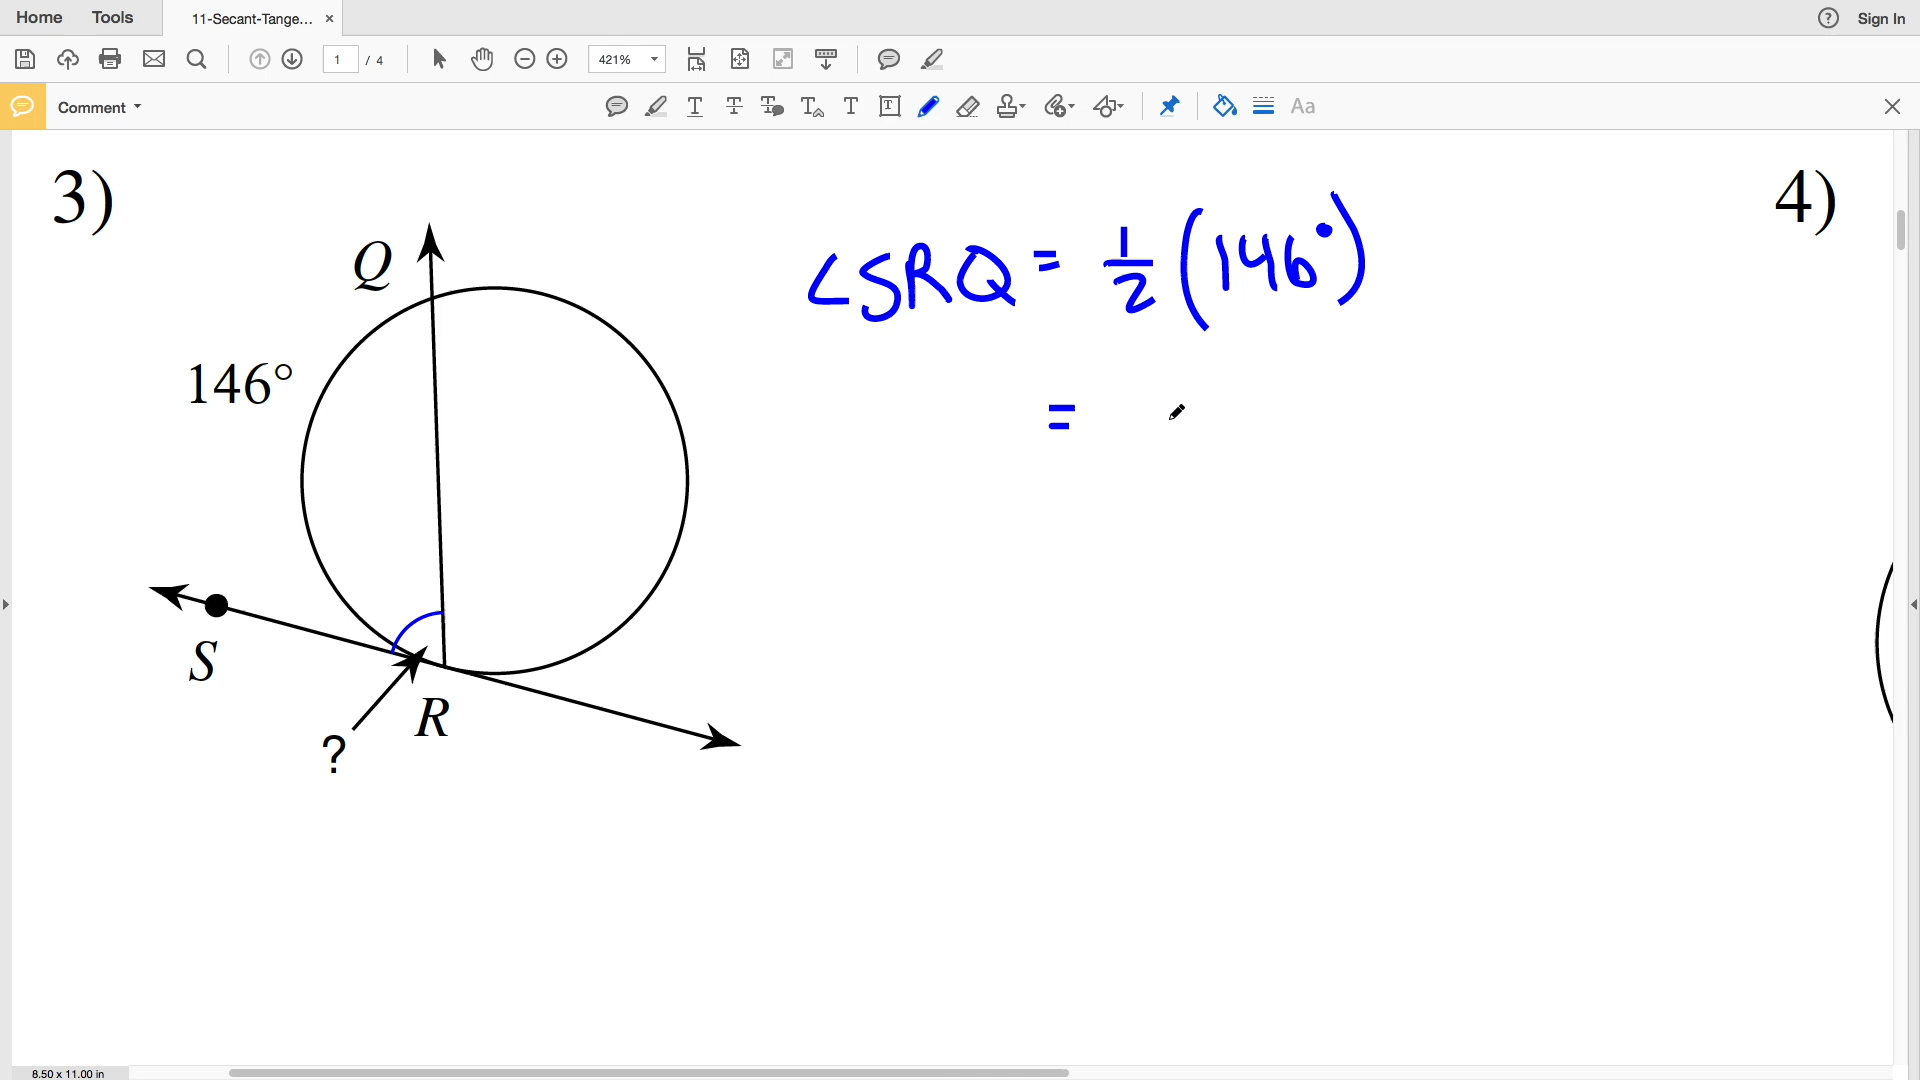 Home Tools 11-Secant-Tange... × ? Sign In
1 / 4 421%
Comment T T T T T T Aa
3) 4)
Q
∠SRQ = 1/2 (146°)
146°
=
S
R
?
8.50 x 11.00 in